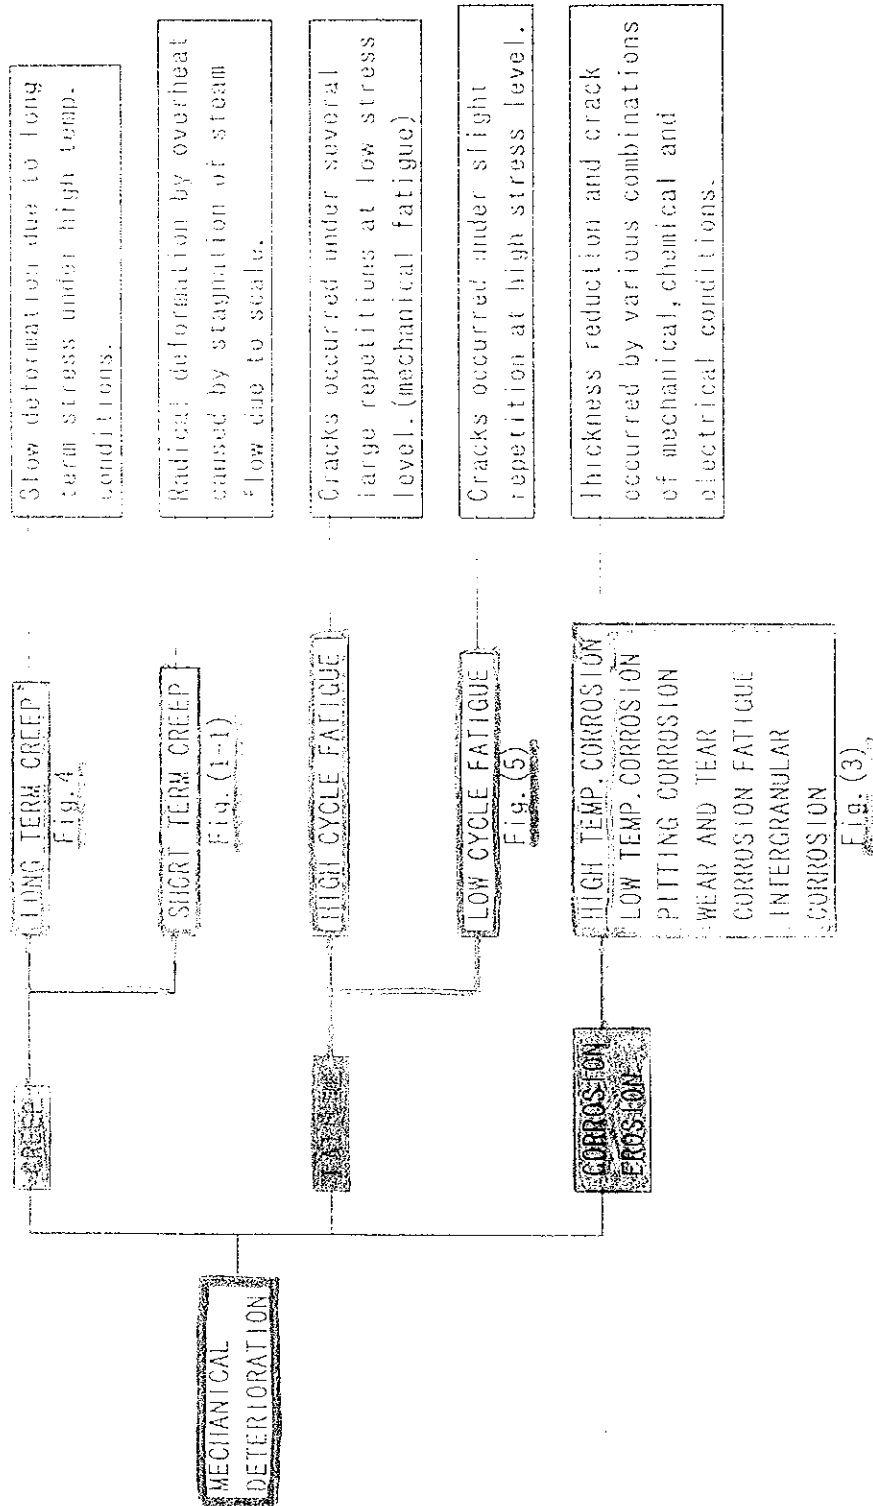 MECHANICAL
DETERIORATION
CREEP
LONG TERM CREEP
Fig.4
Slow deformation due to long
term stress under high temp.
conditions.
SHORT TERM CREEP
Fig.(1-1)
Radical deformation by overheat
caused by stagnation of steam
flow due to scale.
HIGH CYCLE FATIGUE
Cracks occurred under several
large repetitions at low stress
level.(mechanical fatigue)
LOW CYCLE FATIGUE
Fig.(5)
Cracks occurred under slight
repetition at high stress level.
CORROSION
EROSION
HIGH TEMP.CORROSION
LOW TEMP.CORROSION
PITTING CORROSION
WEAR AND TEAR
CORROSION FATIGUE
INTERGRANULAR
CORROSION
Fig.(3)
Thickness reduction and crack
occurred by various combinations
of mechanical,chemical and
electrical conditions.